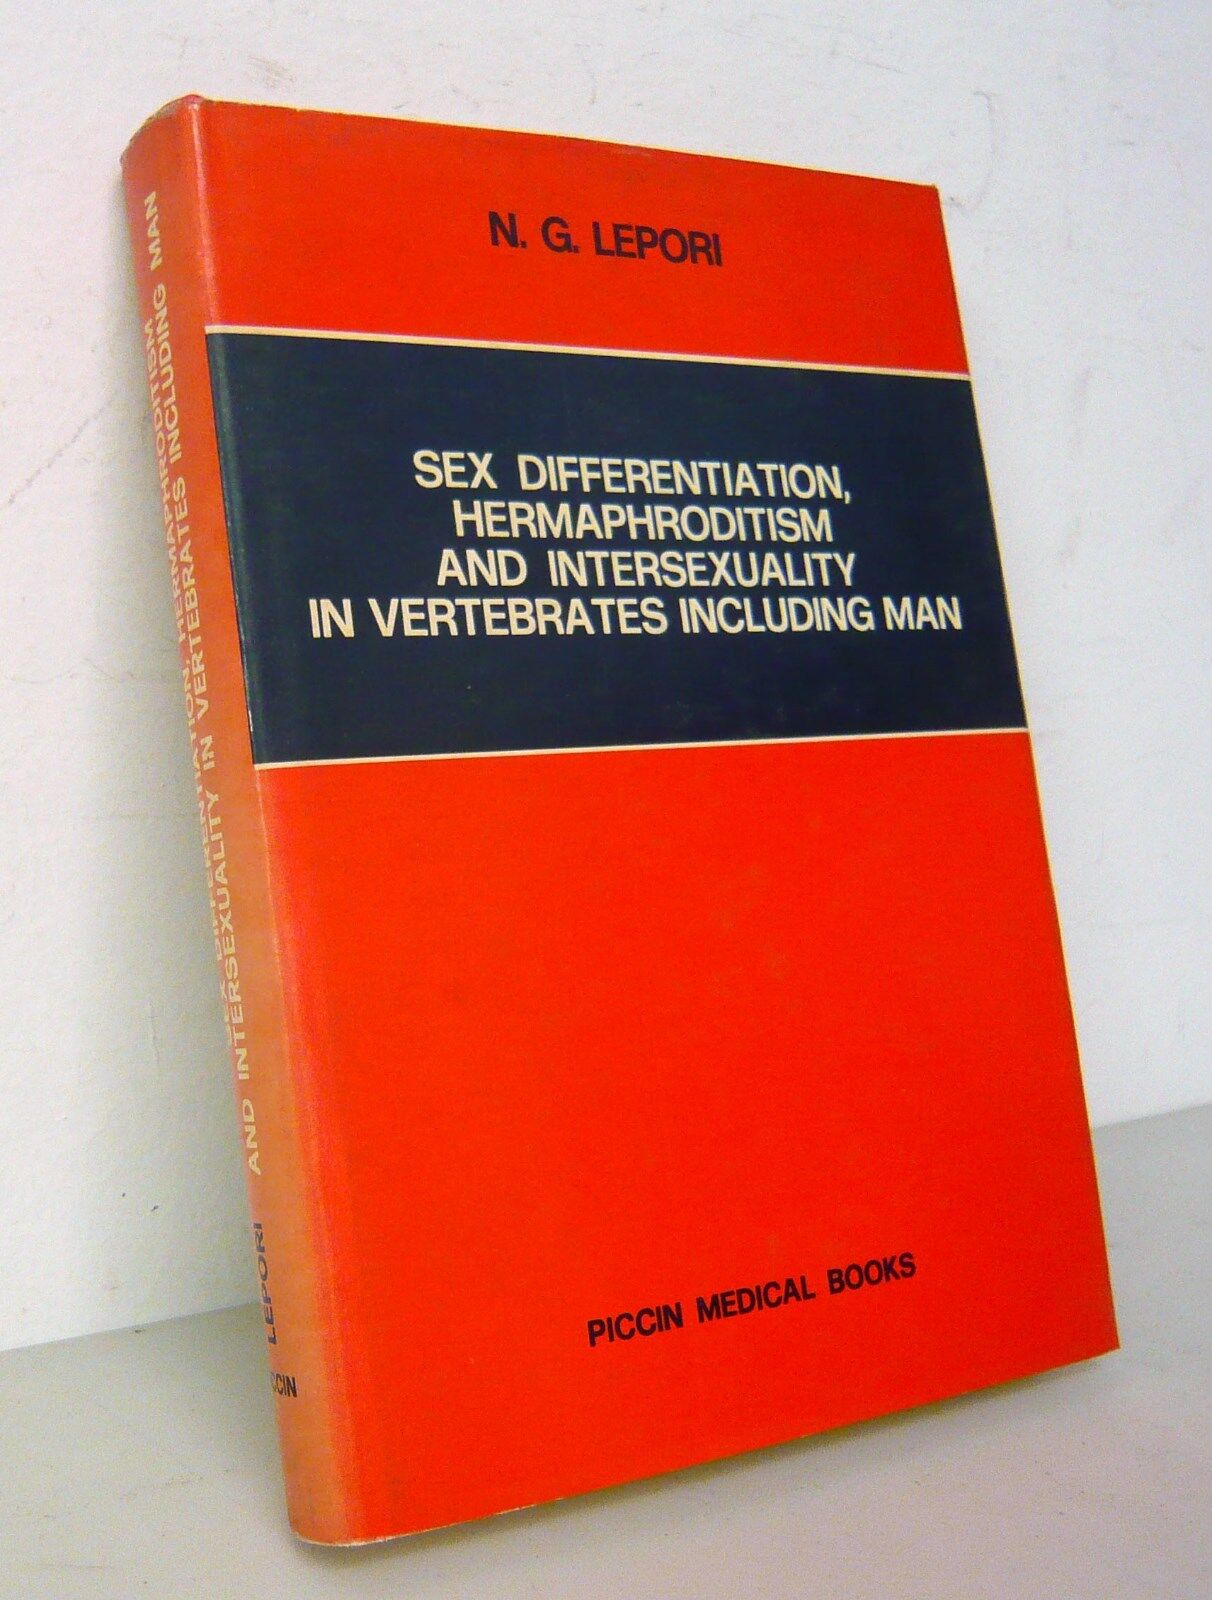 N. G. LEPORI
SEX DIFFERENTIATION,
HERMAPHRODITISM
AND INTERSEXUALITY
IN VERTEBRATES INCLUDING MAN
PICCIN MEDICAL BOOKS
SEX DIFFERENTIATION, HERMAPHRODITISM
AND INTERSEXUALITY IN VERTEBRATES INCLUDING MAN
LEPORI